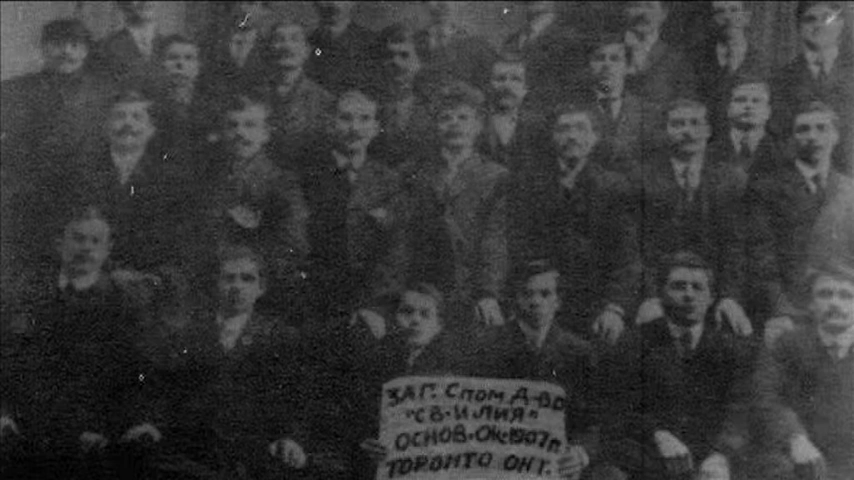 ЗАГ. СПОМ Д-ВО
"СВ. ИЛИЯ"
ОСНОВ. ОК. 1907 г.
ТОРОНТО ОНТ.